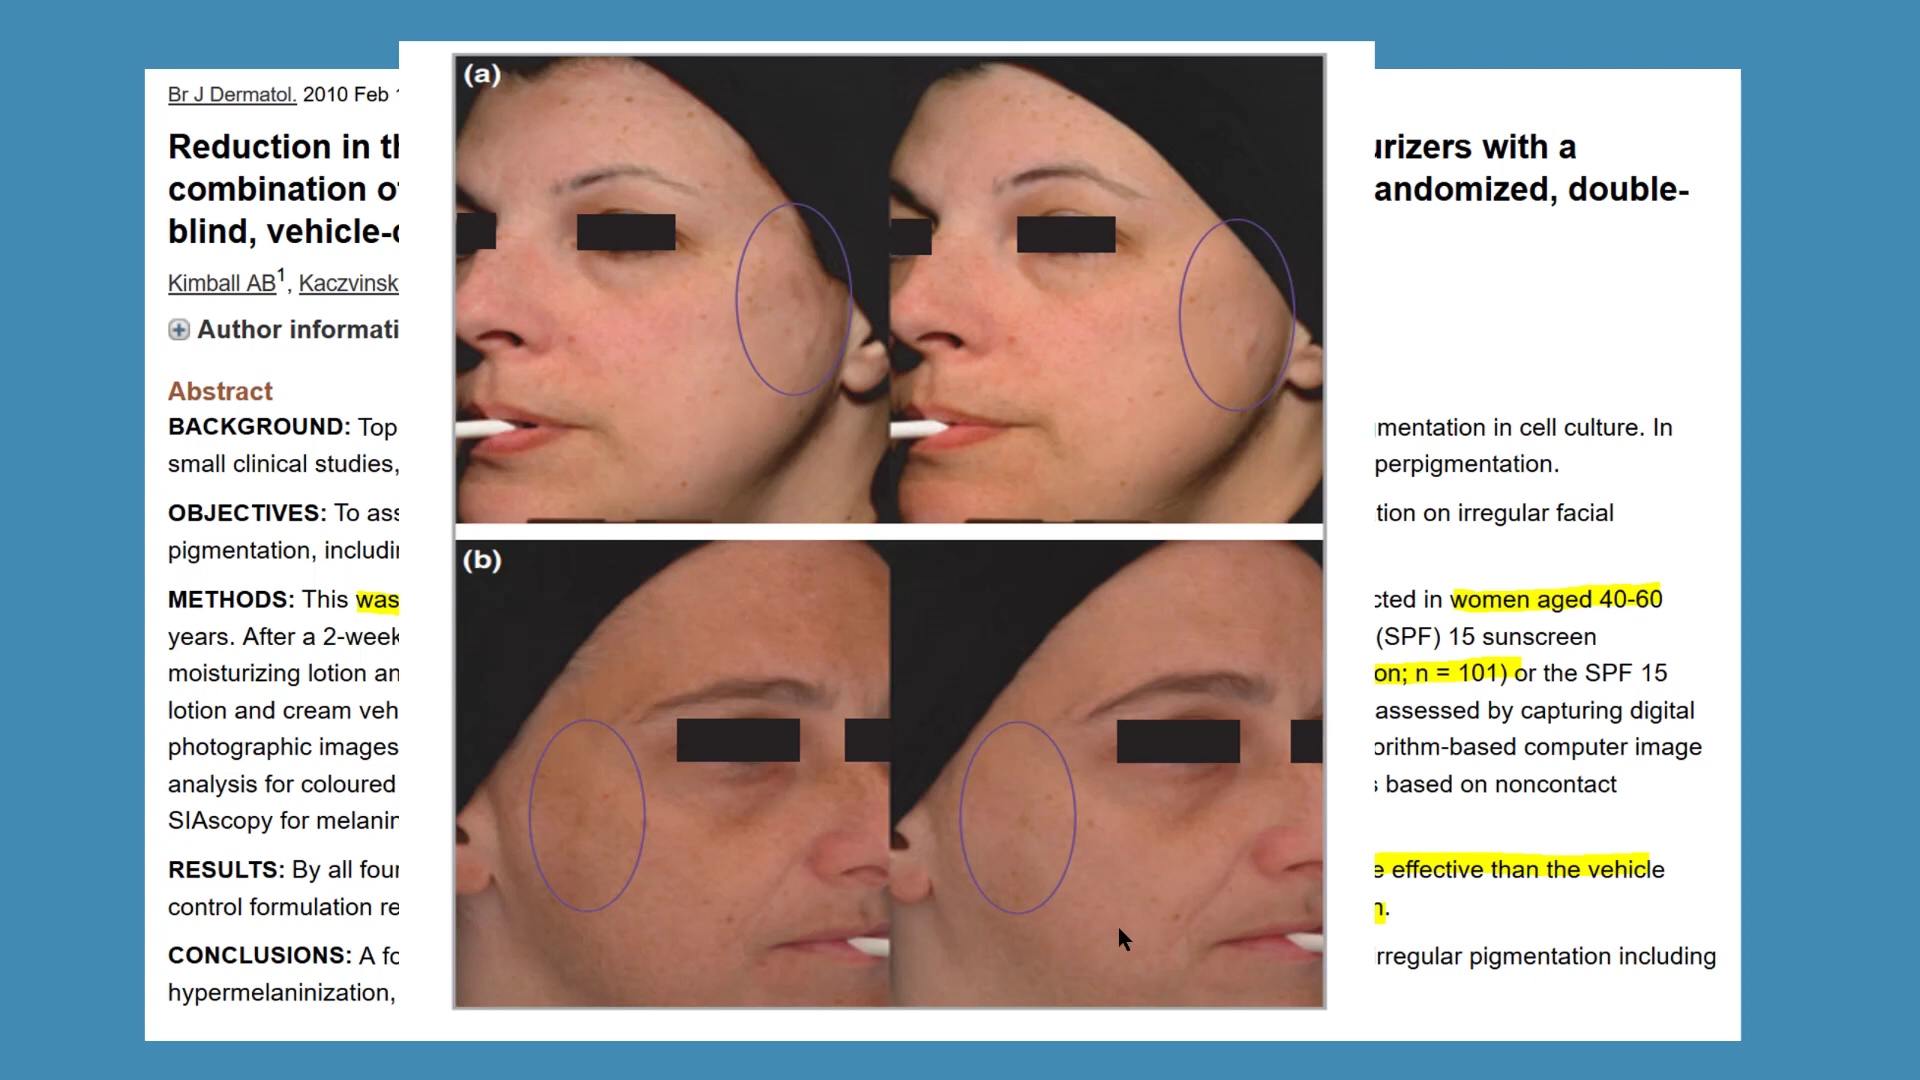 Br J Dermatol. 2010 Feb
Reduction in
combination
blind, vehicle-
Kimball AB1, Kaczvinsk
Author informati
Abstract
BACKGROUND: Top
small clinical studies,
OBJECTIVES: To ass
pigmentation, includin
METHODS: This was
years. After a 2-week
moisturizing lotion an
lotion and cream veh
photographic images
analysis for coloured
SIAscopy for melanin
RESULTS: By all four
control formulation re
CONCLUSIONS: A fo
hypermelaninization,
(a)
(b)
urizers with a
andomized, double-
gmentation in cell culture. In
perpigmentation.
tion on irregular facial
cted in women aged 40-60
(SPF) 15 sunscreen
on; n = 101) or the SPF 15
assessed by capturing digital
orithm-based computer image
s based on noncontact
e effective than the vehicle
n.
irregular pigmentation including